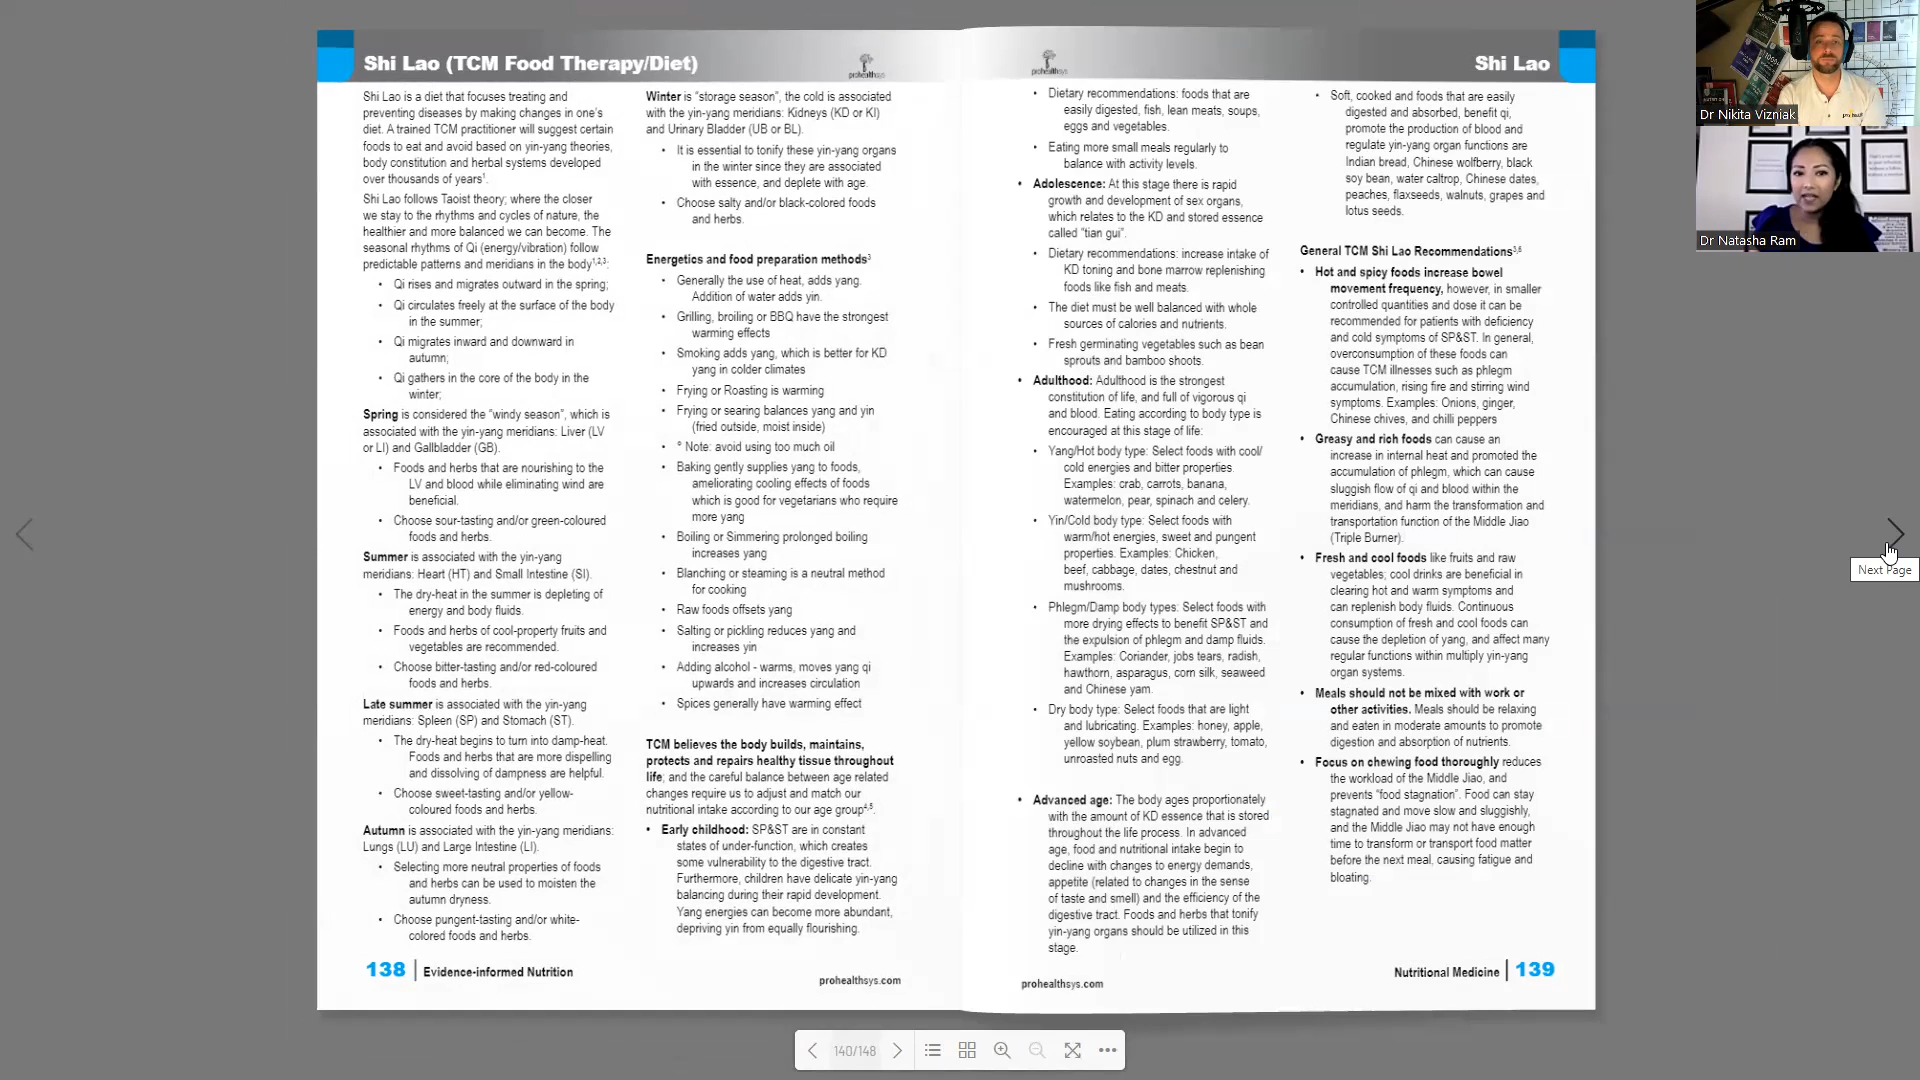 Shi Lao (TCM Food Therapy/Diet)
prohealthsys
Shi Lao is a diet that focuses treating and
preventing diseases by making changes in one's
diet. A trained TCM practitioner will suggest certain
foods to eat and avoid based on yin-yang theories,
body constitution and herbal systems developed
over thousands of years¹.
Shi Lao follows Taoist theory; where the closer
we stay to the rhythms and cycles of nature, the
healthier and more balanced we can become. The
seasonal rhythms of Qi (energy/vibration) follow
predictable patterns and meridians in the body¹,²,³:
• Qi rises and migrates outward in the spring;
• Qi circulates freely at the surface of the body
in the summer;
• Qi migrates inward and downward in
autumn;
• Qi gathers in the core of the body in the
winter;
Spring is considered the "windy season", which is
associated with the yin-yang meridians: Liver (LV
or LI) and Gallbladder (GB).
• Foods and herbs that are nourishing to the
LV and blood while eliminating wind are
beneficial.
• Choose sour-tasting and/or green-coloured
foods and herbs.
Summer is associated with the yin-yang
meridians: Heart (HT) and Small Intestine (SI).
• The dry-heat in the summer is depleting of
energy and body fluids.
• Foods and herbs of cool-property fruits and
vegetables are recommended.
• Choose bitter-tasting and/or red-coloured
foods and herbs.
Late summer is associated with the yin-yang
meridians: Spleen (SP) and Stomach (ST).
• The dry-heat begins to turn into damp-heat.
Foods and herbs that are more dispelling
and dissolving of dampness are helpful.
• Choose sweet-tasting and/or yellow-
coloured foods and herbs.
Autumn is associated with the yin-yang meridians:
Lungs (LU) and Large Intestine (LI).
• Selecting more neutral properties of foods
and herbs can be used to moisten the
autumn dryness.
• Choose pungent-tasting and/or white-
colored foods and herbs.
Winter is "storage season", the cold is associated
with the yin-yang meridians: Kidneys (KD or KI)
and Urinary Bladder (UB or BL).
• It is essential to tonify these yin-yang organs
in the winter since they are associated
with essence, and deplete with age.
• Choose salty and/or black-colored foods
and herbs.
Energetics and food preparation methods³
• Generally the use of heat, adds yang.
Addition of water adds yin.
• Grilling, broiling or BBQ have the strongest
warming effects
• Smoking adds yang, which is better for KD
yang in colder climates
• Frying or Roasting is warming
• Frying or searing balances yang and yin
(fried outside, moist inside)
• ° Note: avoid using too much oil
• Baking gently supplies yang to foods,
ameliorating cooling effects of foods
which is good for vegetarians who require
more yang
• Boiling or Simmering prolonged boiling
increases yang
• Blanching or steaming is a neutral method
for cooking
• Raw foods offsets yang
• Salting or pickling reduces yang and
increases yin
• Adding alcohol - warms, moves yang qi
upwards and increases circulation
• Spices generally have warming effect
TCM believes the body builds, maintains,
protects and repairs healthy tissue throughout
life; and the careful balance between age related
changes require us to adjust and match our
nutritional intake according to our age group⁴,⁵.
• Early childhood: SP&ST are in constant
states of under-function, which creates
some vulnerability to the digestive tract.
Furthermore, children have delicate yin-yang
balancing during their rapid development.
Yang energies can become more abundant,
depriving yin from equally flourishing.
138 | Evidence-informed Nutrition
prohealthsys.com
prohealthsys
Shi Lao
• Dietary recommendations: foods that are
easily digested, fish, lean meats, soups,
eggs and vegetables.
• Eating more small meals regularly to
balance with activity levels.
• Adolescence: At this stage there is rapid
growth and development of sex organs,
which relates to the KD and stored essence
called "tian gui".
• Dietary recommendations: increase intake of
KD toning and bone marrow replenishing
foods like fish and meats.
• The diet must be well balanced with whole
sources of calories and nutrients.
• Fresh germinating vegetables such as bean
sprouts and bamboo shoots.
• Adulthood: Adulthood is the strongest
constitution of life, and full of vigorous qi
and blood. Eating according to body type is
encouraged at this stage of life:
• Yang/Hot body type: Select foods with cool/
cold energies and bitter properties.
Examples: crab, carrots, banana,
watermelon, pear, spinach and celery.
• Yin/Cold body type: Select foods with
warm/hot energies, sweet and pungent
properties. Examples: Chicken,
beef, cabbage, dates, chestnut and
mushrooms.
• Phlegm/Damp body types: Select foods with
more drying effects to benefit SP&ST and
the expulsion of phlegm and damp fluids.
Examples: Coriander, jobs tears, radish,
hawthorn, asparagus, corn silk, seaweed
and Chinese yam.
• Dry body type: Select foods that are light
and lubricating. Examples: honey, apple,
yellow soybean, plum strawberry, tomato,
unroasted nuts and egg.
• Advanced age: The body ages proportionately
with the amount of KD essence that is stored
throughout the life process. In advanced
age, food and nutritional intake begin to
decline with changes to energy demands,
appetite (related to changes in the sense
of taste and smell) and the efficiency of the
digestive tract. Foods and herbs that tonify
yin-yang organs should be utilized in this
stage.
• Soft, cooked and foods that are easily
digested and absorbed, benefit qi,
promote the production of blood and
regulate yin-yang organ functions are
Indian bread, Chinese wolfberry, black
soy bean, water caltrop, Chinese dates,
peaches, flaxseeds, walnuts, grapes and
lotus seeds.
General TCM Shi Lao Recommendations³,⁶
• Hot and spicy foods increase bowel
movement frequency, however, in smaller
controlled quantities and dose it can be
recommended for patients with deficiency
and cold symptoms of SP&ST. In general,
overconsumption of these foods can
cause TCM illnesses such as phlegm
accumulation, rising fire and stirring wind
symptoms. Examples: Onions, ginger,
Chinese chives, and chilli peppers
• Greasy and rich foods can cause an
increase in internal heat and promoted the
accumulation of phlegm, which can cause
sluggish flow of qi and blood within the
meridians, and harm the transformation and
transportation function of the Middle Jiao
(Triple Burner).
• Fresh and cool foods like fruits and raw
vegetables; cool drinks are beneficial in
clearing hot and warm symptoms and
can replenish body fluids. Continuous
consumption of fresh and cool foods can
cause the depletion of yang, and affect many
regular functions within multiply yin-yang
organ systems.
• Meals should not be mixed with work or
other activities. Meals should be relaxing
and eaten in moderate amounts to promote
digestion and absorption of nutrients.
• Focus on chewing food thoroughly reduces
the workload of the Middle Jiao, and
prevents "food stagnation". Food can stay
stagnated and move slow and sluggishly,
and the Middle Jiao may not have enough
time to transform or transport food matter
before the next meal, causing fatigue and
bloating.
prohealthsys.com
Nutritional Medicine | 139
Dr Nikita Vizniak
Dr Natasha Ram
Next Page
140/148